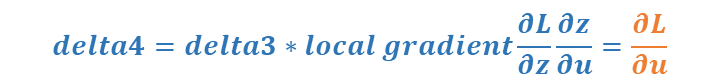 delta4 = delta3 * local gradient ∂L/∂z ∂z/∂u = ∂L/∂u